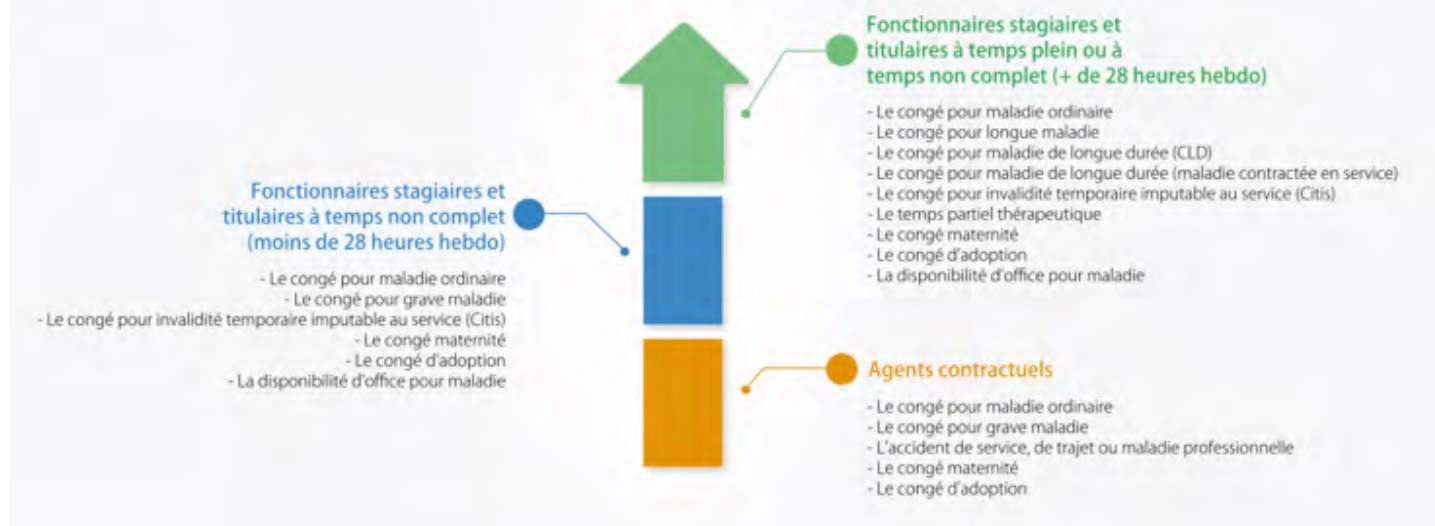 Fonctionnaires stagiaires et
titulaires à temps plein ou à
temps non complet (+ de 28 heures hebdo)
- Le congé pour maladie ordinaire
- Le congé pour longue maladie
- Le congé pour maladie de longue durée (CLD)
- Le congé pour maladie de longue durée (maladie contractée en service)
- Le congé pour invalidité temporaire imputable au service (Citis)
- Le temps partiel thérapeutique
- Le congé maternité
- Le congé d'adoption
- La disponibilité d'office pour maladie
Fonctionnaires stagiaires et
titulaires à temps non complet
(moins de 28 heures hebdo)
- Le congé pour maladie ordinaire
- Le congé pour grave maladie
- Le congé pour invalidité temporaire imputable au service (Citis)
- Le congé maternité
- Le congé d'adoption
- La disponibilité d'office pour maladie
Agents contractuels
- Le congé pour maladie ordinaire
- Le congé pour grave maladie
- L'accident de service, de trajet ou maladie professionnelle
- Le congé maternité
- Le congé d'adoption